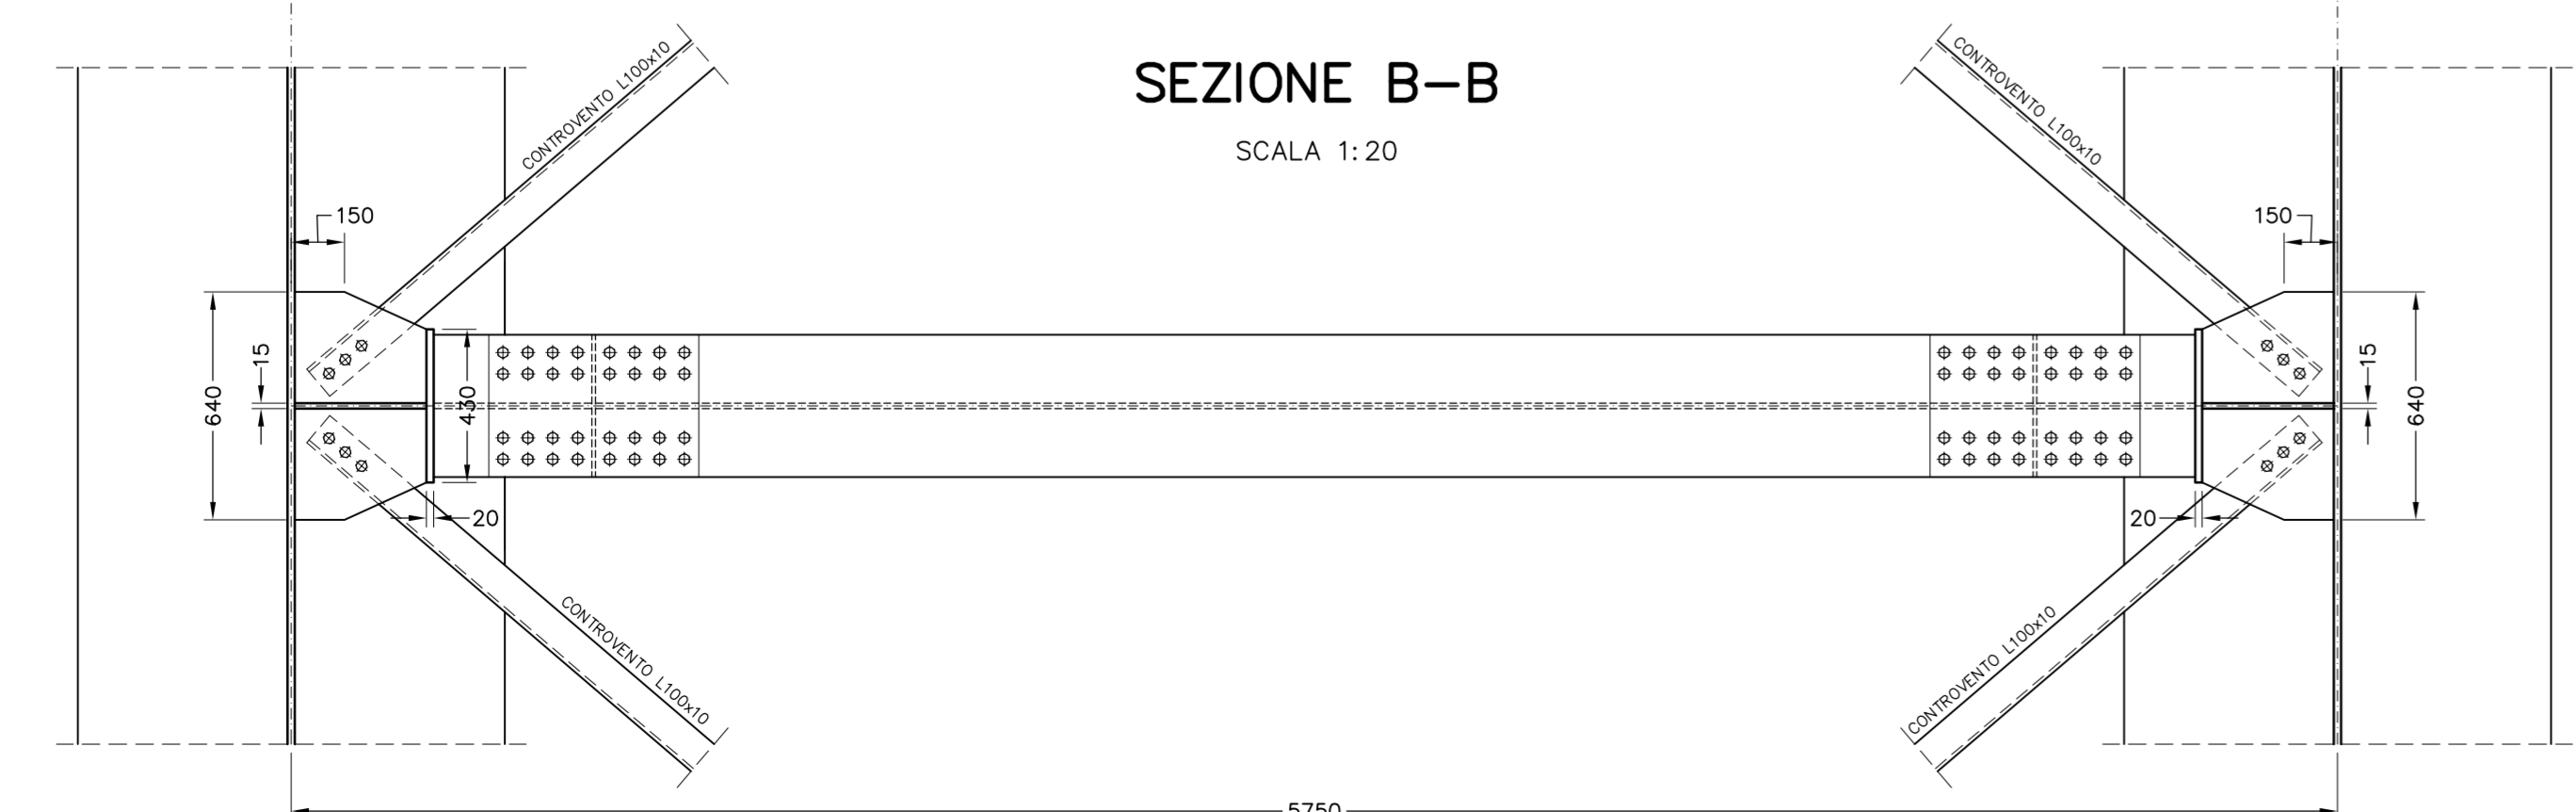 SEZIONE B-B
SCALA 1:20
CONTROVENTO L100x10
CONTROVENTO L100x10
150
150
15
640
430
20
15
640
20
CONTROVENTO L100x10
CONTROVENTO L100x10
5750